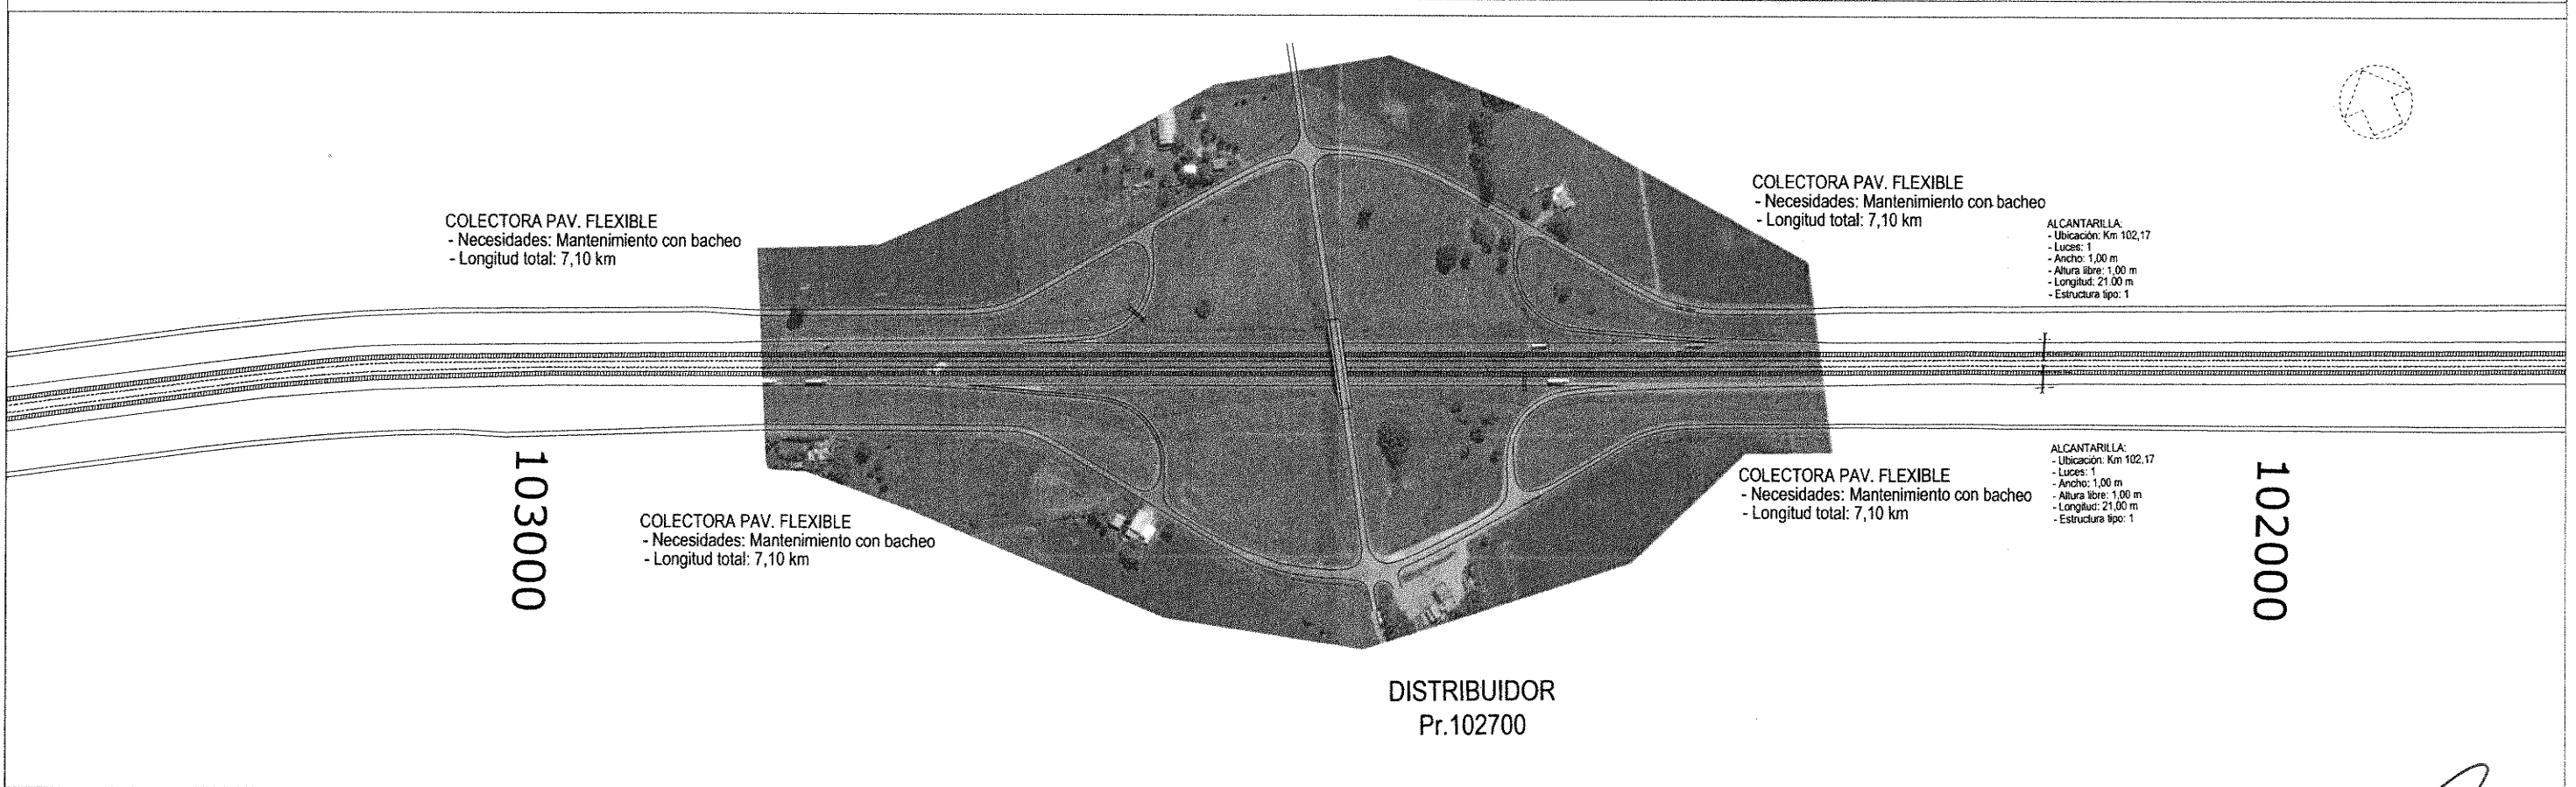 COLECTORA PAV. FLEXIBLE
- Necesidades: Mantenimiento con bacheo
- Longitud total: 7,10 km
COLECTORA PAV. FLEXIBLE
- Necesidades: Mantenimiento con bacheo
- Longitud total: 7,10 km
ALCANTARILLA:
- Ubicación: Km 102,17
- Luces: 1
- Ancho: 1,00 m
- Altura libre: 1,00 m
- Longitud: 21.00 m
- Estructura tipo: 1
103000
COLECTORA PAV. FLEXIBLE
- Necesidades: Mantenimiento con bacheo
- Longitud total: 7,10 km
COLECTORA PAV. FLEXIBLE
- Necesidades: Mantenimiento con bacheo
- Longitud total: 7,10 km
ALCANTARILLA:
- Ubicación: Km 102,17
- Luces: 1
- Ancho: 1,00 m
- Altura libre: 1,00 m
- Longitud: 21,00 m
- Estructura tipo: 1
102000
DISTRIBUIDOR
Pr.102700